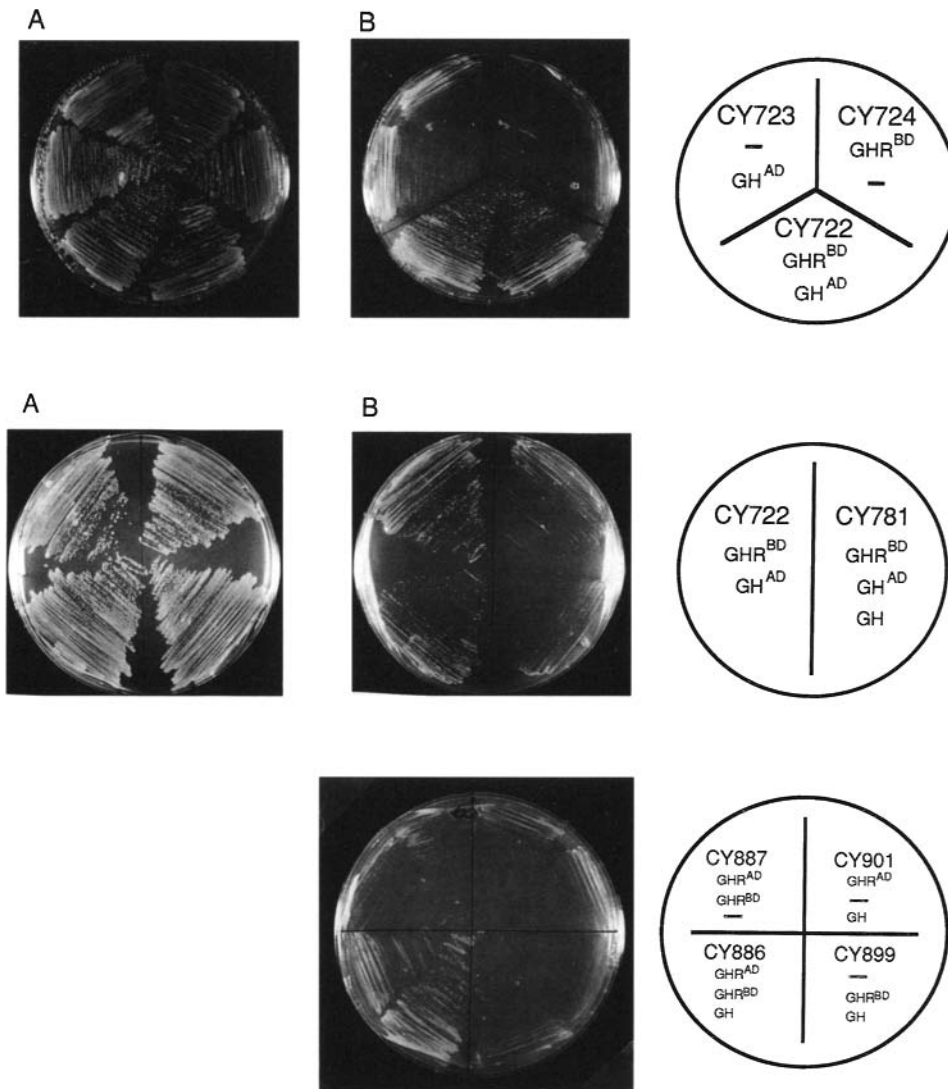 A
B
CY723
–
GH^AD
CY724
GHR^BD
–
CY722
GHR^BD
GH^AD
A
B
CY722
GHR^BD
GH^AD
CY781
GHR^BD
GH^AD
GH
CY887
GHR^AD
GHR^BD
–
CY901
GHR^AD
–
GH
CY886
GHR^AD
GHR^BD
GH
CY899
–
GHR^BD
GH